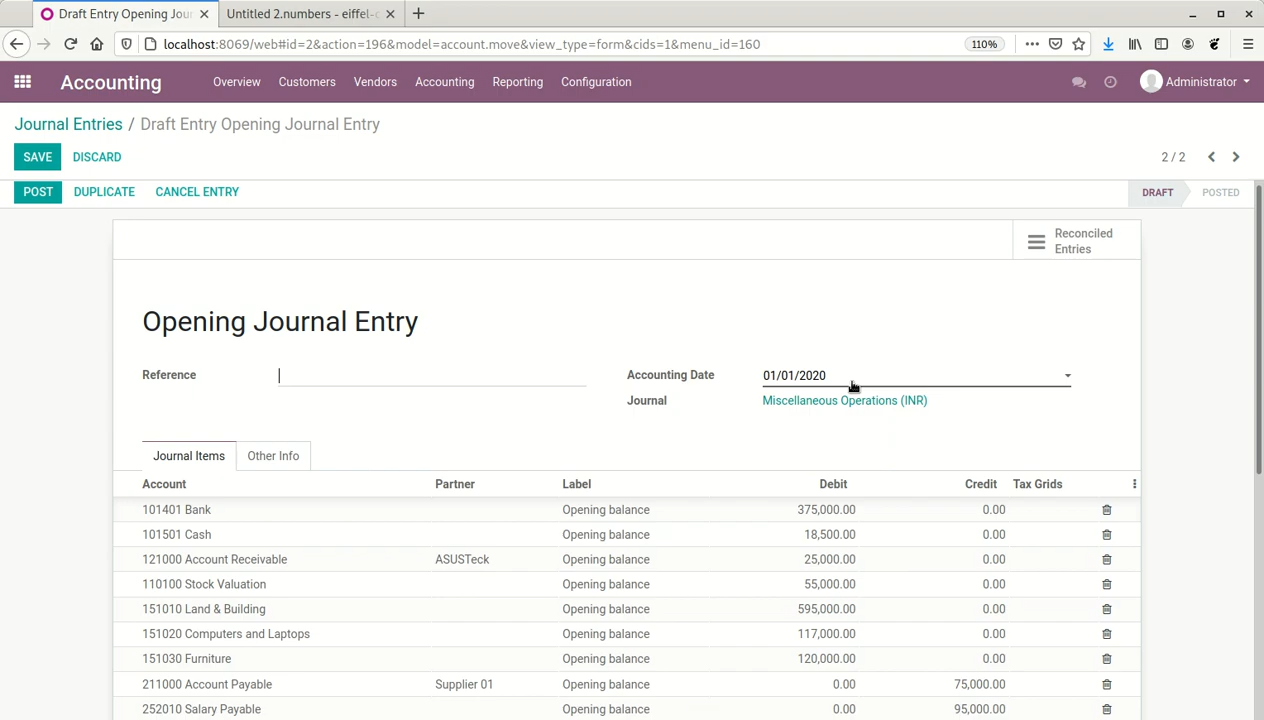 Draft Entry Opening Jou
Untitled 2.numbers - eiffel-
localhost:8069/web#id=2&action=196&model=account.move&view_type=form&cids=1&menu_id=160
110%
Accounting
Overview
Customers
Vendors
Accounting
Reporting
Configuration
Administrator
Journal Entries / Draft Entry Opening Journal Entry
SAVE
DISCARD
2 / 2
POST
DUPLICATE
CANCEL ENTRY
DRAFT
POSTED
Reconciled
Entries
Opening Journal Entry
Reference
Accounting Date 01/01/2020
Journal Miscellaneous Operations (INR)
Journal Items
Other Info
Account Partner Label Debit Credit Tax Grids
101401 Bank Opening balance 375,000.00 0.00
101501 Cash Opening balance 18,500.00 0.00
121000 Account Receivable ASUSTeck Opening balance 25,000.00 0.00
110100 Stock Valuation Opening balance 55,000.00 0.00
151010 Land & Building Opening balance 595,000.00 0.00
151020 Computers and Laptops Opening balance 117,000.00 0.00
151030 Furniture Opening balance 120,000.00 0.00
211000 Account Payable Supplier 01 Opening balance 0.00 75,000.00
252010 Salary Payable Opening balance 0.00 95,000.00